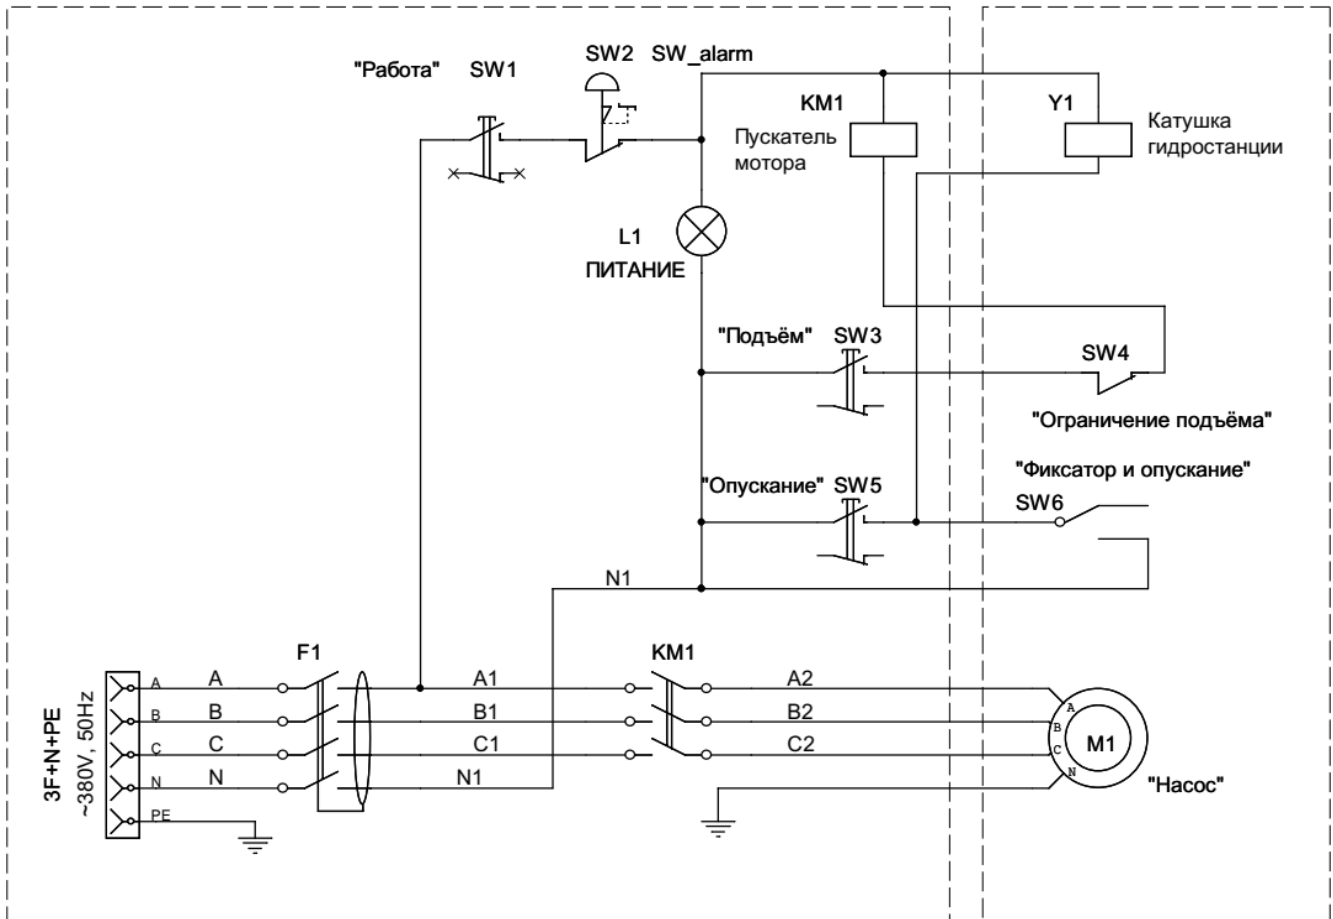 SW2 SW_alarm
"Работа" SW1
KM1
Y1
Пускатель
мотора
Катушка
гидростанции
L1
ПИТАНИЕ
"Подъём" SW3
SW4
"Ограничение подъёма"
"Фиксатор и опускание"
"Опускание" SW5
SW6
N1
F1
KM1
3F+N+PE
~380V, 50Hz
A A A1 A2 A
B B B1 B2 B
C C C1 C2 C
N N N1 N
PE
M1
"Насос"